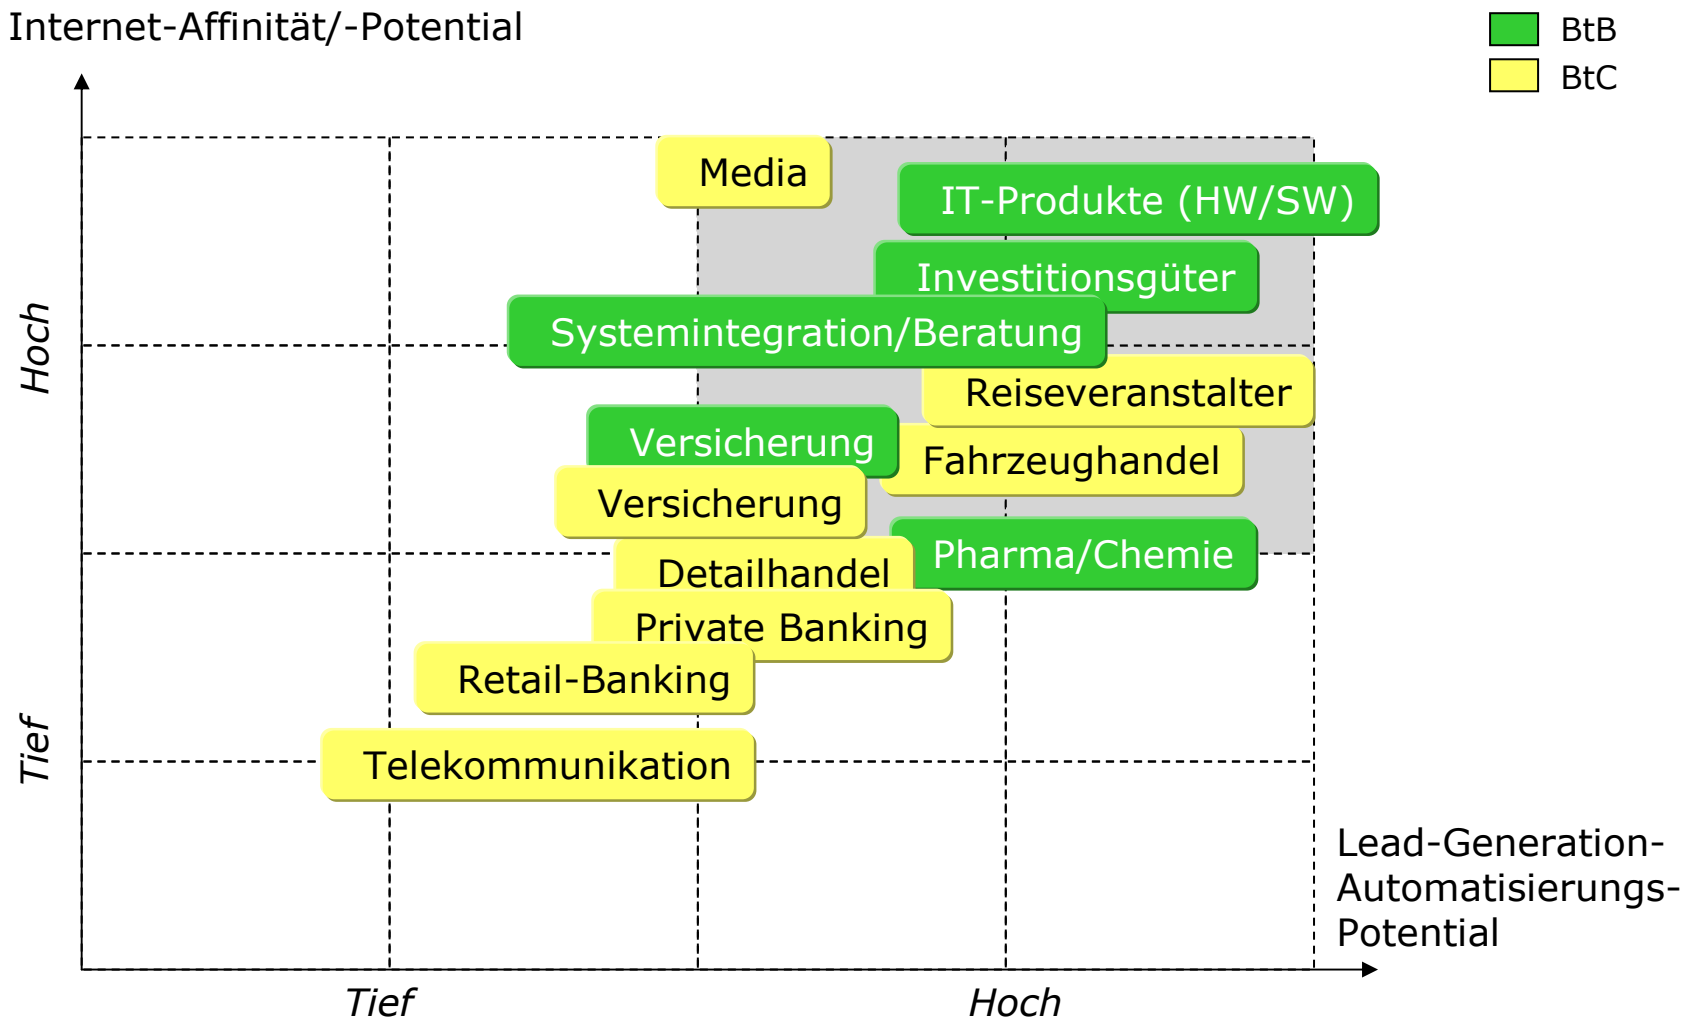 Internet-Affinität/-Potential
BtB
BtC
Media
IT-Produkte (HW/SW)
Investitionsgüter
Systemintegration/Beratung
Reiseveranstalter
Versicherung
Fahrzeughandel
Versicherung
Pharma/Chemie
Detailhandel
Private Banking
Retail-Banking
Telekommunikation
Hoch
Tief
Lead-Generation-
Automatisierungs-
Potential
Tief
Hoch